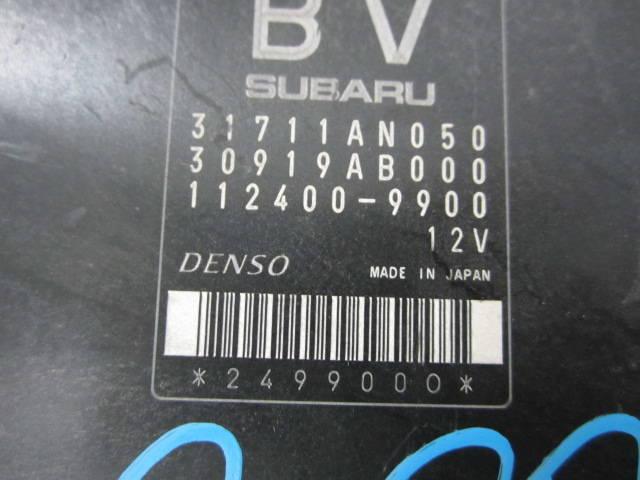 BV
SUBARU
31711AN050
30919AB000
112400-9900
12V
DENSO MADE IN JAPAN
*2499000*